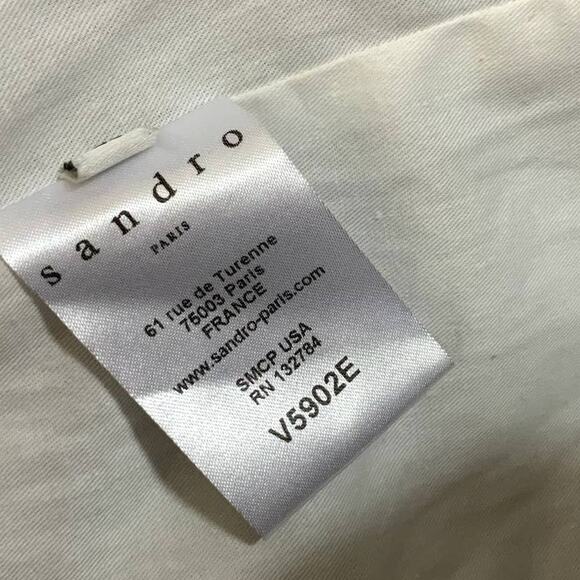 sandro
PARIS
61 rue de Turenne
75003 Paris
FRANCE
www.sandro-paris.com
SMCP USA
RN 132784
V5902E